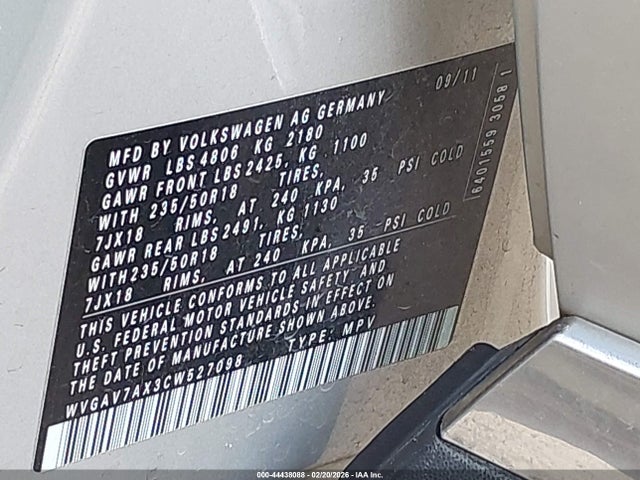 MFD BY VOLKSWAGEN AG GERMANY 09/11
GVWR LBS 4806 KG 2180
GAWR FRONT LBS 2425, KG 1100
WITH 235/50R18 TIRES,
7JX18 RIMS, AT 240 KPA, 35 PSI COLD
GAWR REAR LBS 2491, KG 1130
WITH235/50R18 TIRES,
7JX18 RIMS, AT 240 KPA, 35 PSI COLD
THIS VEHICLE CONFORMS TO ALL APPLICABLE
U.S. FEDERAL MOTOR VEHICLE SAFETY AND
THEFT PREVENTION STANDARDS IN EFFECT ON
THE DATE OF MANUFACTURE SHOWN ABOVE.
WVGAV7AX3CW527098 TYPE: MPV
6401559 3058 1
000-44438088 - 02/20/2026 - IAA Inc.